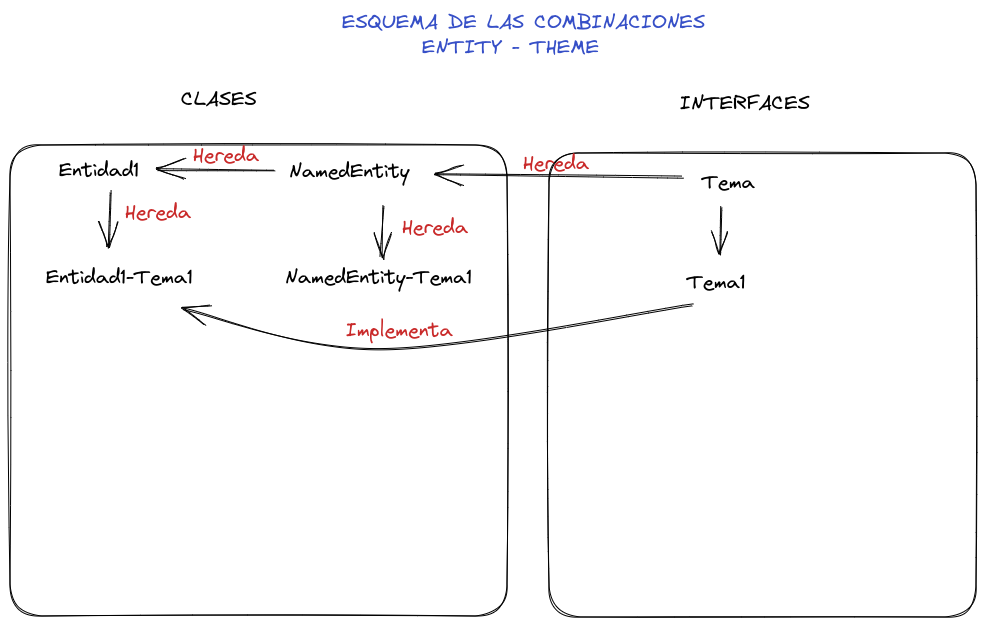 ESQUEMA DE LAS COMBINACIONES
ENTITY - THEME
CLASES
INTERFACES
Hereda
Hereda
Entidad1
NamedEntity
Tema
Hereda
Hereda
Entidad1-Tema1
NamedEntity-Tema1
Tema1
Implementa